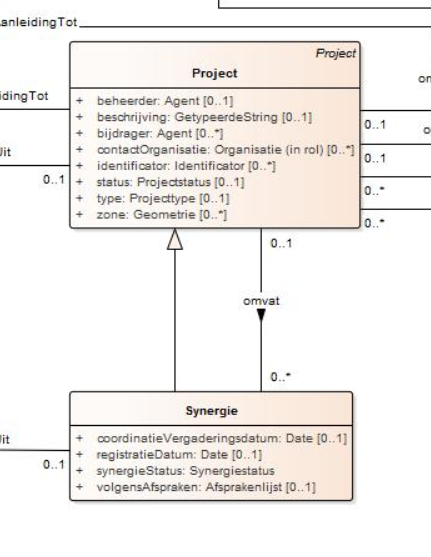 AanleidingTot
Project
Project
idingTot
+ beheerder: Agent [0..1]
+ beschrijving: GetypeerdeString [0..1]
+ bijdrager: Agent [0..*]
+ contactOrganisatie: Organisatie (in rol) [0..*]
+ identificator: Identificator [0..*]
+ status: Projectstatus [0..1]
+ type: Projecttype [0..1]
+ zone: Geometrie [0..*]
om
0..1
o
0..1
0..*
0..*
Uit
0..1
0..1
omvat
0..*
Synergie
+ coordinatieVergaderingsdatum: Date [0..1]
+ registratieDatum: Date [0..1]
+ synergieStatus: Synergiestatus
+ volgensAfspraken: Afsprakenlijst [0..1]
Uit
0..1